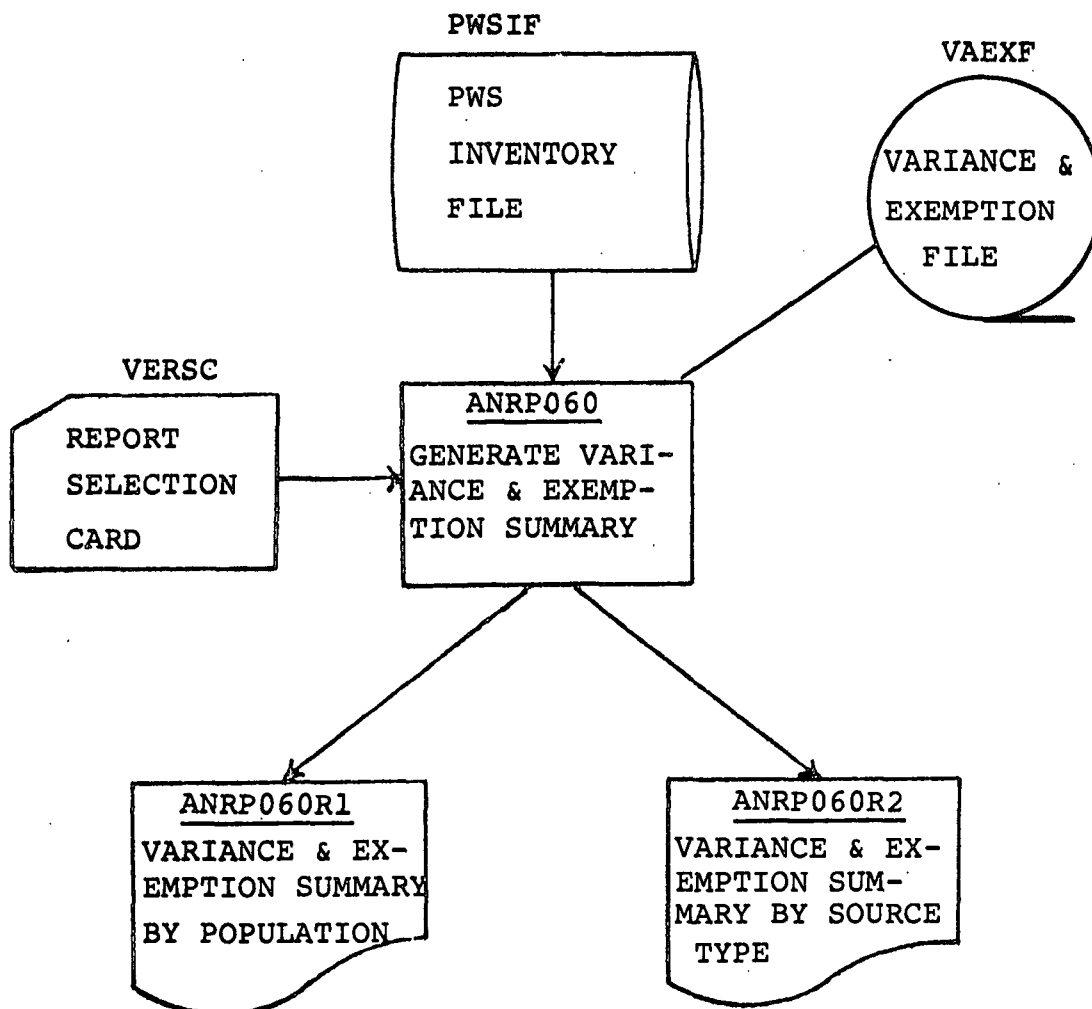 PWSIF
PWS
INVENTORY
FILE
VAEXF
VARIANCE &
EXEMPTION
FILE
VERSC
REPORT
SELECTION
CARD
ANRP060
GENERATE VARI-
ANCE & EXEMP-
TION SUMMARY
ANRP060R1
VARIANCE & EX-
EMPTION SUMMARY
BY POPULATION
ANRP060R2
VARIANCE & EX-
EMPTION SUM-
MARY BY SOURCE
TYPE